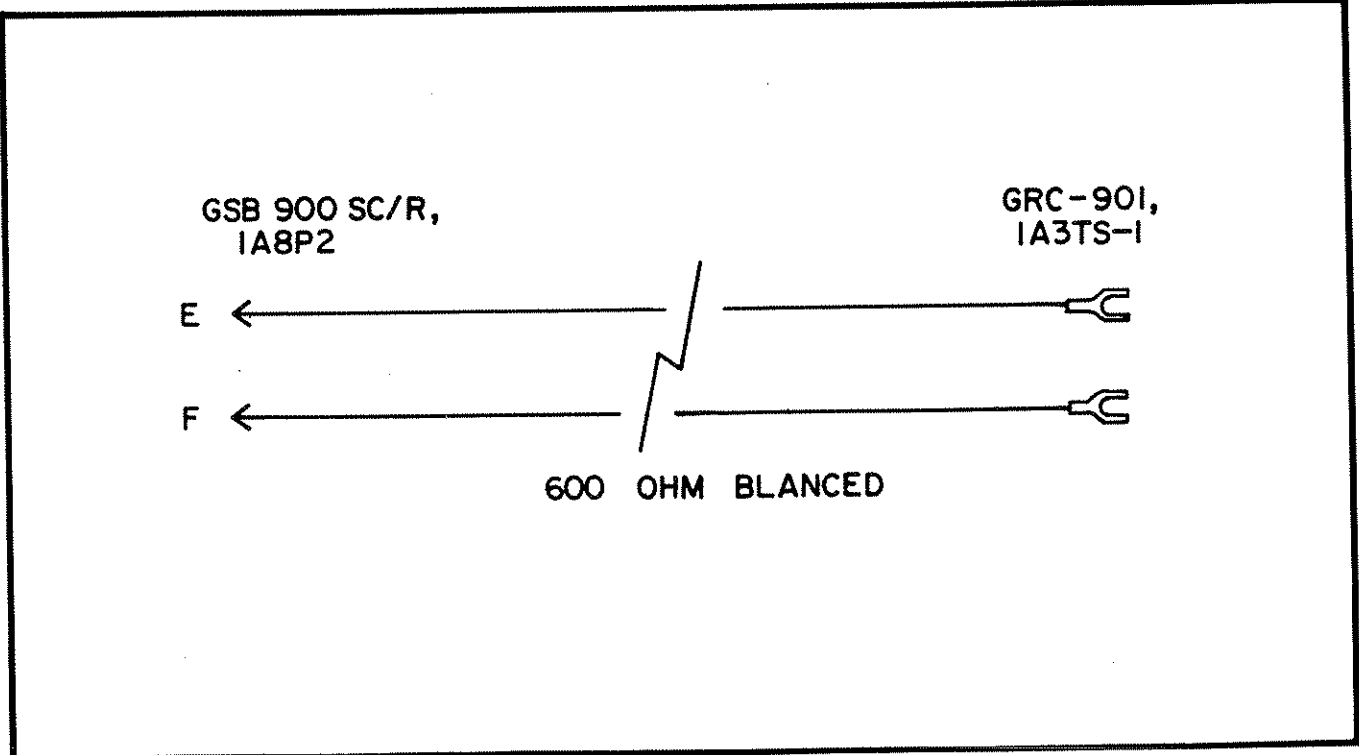 GSB 900 SC/R,
1A8P2
GRC-901,
1A3TS-1
E
F
600 OHM BLANCED